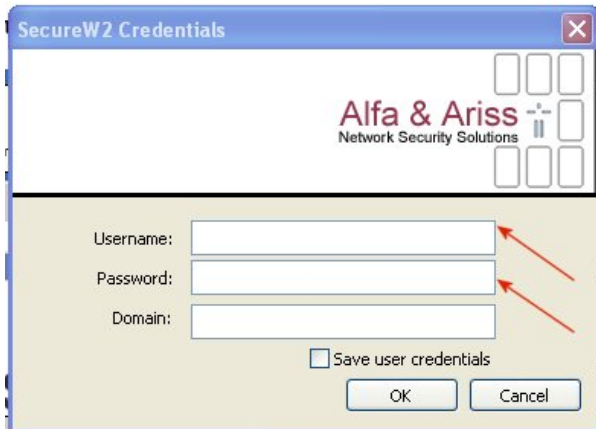 SecureW2 Credentials
Alfa & Ariss
Network Security Solutions
Username:
Password:
Domain:
Save user credentials
OK Cancel